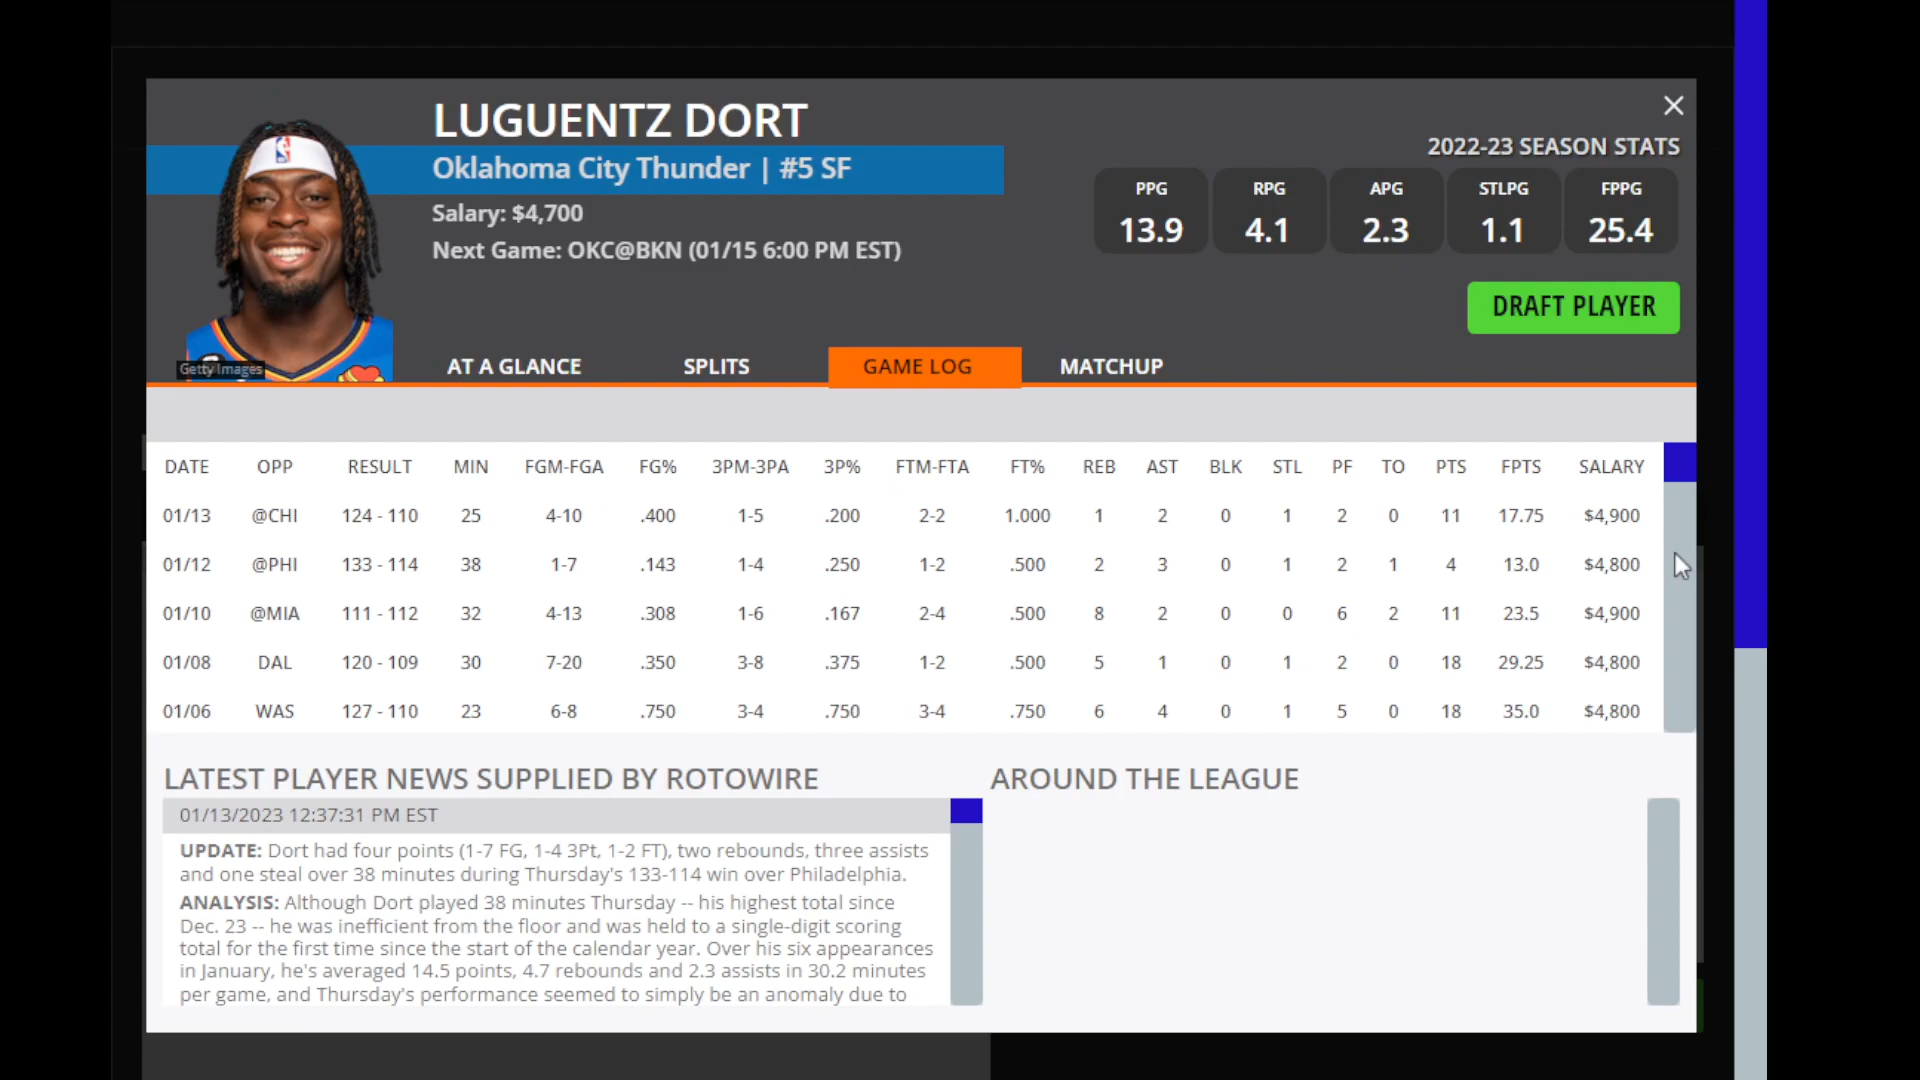 LUGUENTZ DORT
Oklahoma City Thunder | #5 SF
Salary: $4,700
Next Game: OKC@BKN (01/15 6:00 PM EST)
2022-23 SEASON STATS
PPG RPG APG STLPG FPPG
13.9 4.1 2.3 1.1 25.4
DRAFT PLAYER
Getty Images
AT A GLANCE SPLITS GAME LOG MATCHUP
DATE OPP RESULT MIN FGM-FGA FG% 3PM-3PA 3P% FTM-FTA FT% REB AST BLK STL PF TO PTS FPTS SALARY
01/13 @CHI 124 - 110 25 4-10 .400 1-5 .200 2-2 1.000 1 2 0 1 2 0 11 17.75 $4,900
01/12 @PHI 133 - 114 38 1-7 .143 1-4 .250 1-2 .500 2 3 0 1 2 1 4 13.0 $4,800
01/10 @MIA 111 - 112 32 4-13 .308 1-6 .167 2-4 .500 8 2 0 0 6 2 11 23.5 $4,900
01/08 DAL 120 - 109 30 7-20 .350 3-8 .375 1-2 .500 5 1 0 1 2 0 18 29.25 $4,800
01/06 WAS 127 - 110 23 6-8 .750 3-4 .750 3-4 .750 6 4 0 1 5 0 18 35.0 $4,800
LATEST PLAYER NEWS SUPPLIED BY ROTOWIRE
01/13/2023 12:37:31 PM EST
UPDATE: Dort had four points (1-7 FG, 1-4 3Pt, 1-2 FT), two rebounds, three assists
and one steal over 38 minutes during Thursday's 133-114 win over Philadelphia.
ANALYSIS: Although Dort played 38 minutes Thursday -- his highest total since
Dec. 23 -- he was inefficient from the floor and was held to a single-digit scoring
total for the first time since the start of the calendar year. Over his six appearances
in January, he's averaged 14.5 points, 4.7 rebounds and 2.3 assists in 30.2 minutes
per game, and Thursday's performance seemed to simply be an anomaly due to
AROUND THE LEAGUE